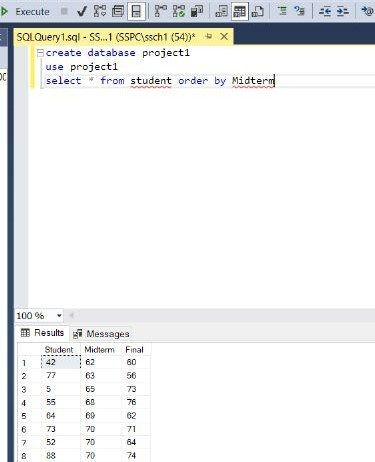 Execute
SQLQuery1.sql - SS...1 (SSPC\ssch1 (54))*
create database project1
use project1
select * from student order by Midterm
100 %
Results Messages
Student Midterm Final
1 42 62 60
2 77 63 56
3 5 65 73
4 55 68 76
5 64 69 62
6 73 70 71
7 52 70 64
8 88 70 74